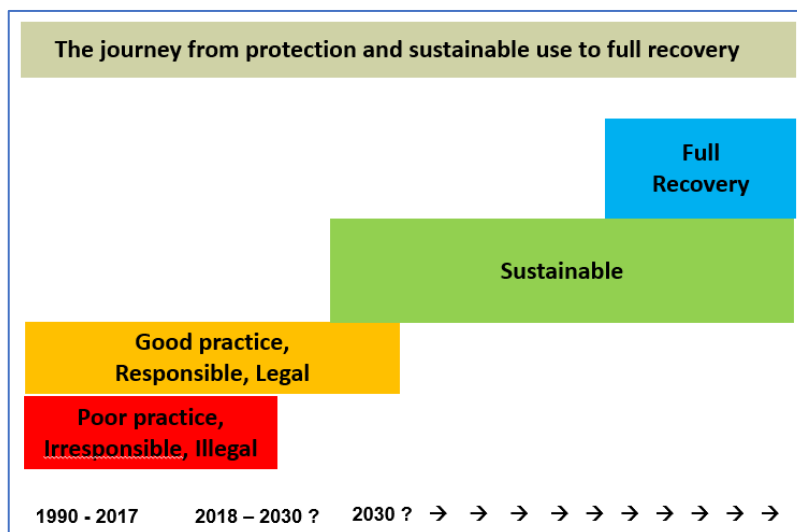 The journey from protection and sustainable use to full recovery
Full
Recovery
Sustainable
Good practice,
Responsible, Legal
Poor practice,
Irresponsible, Illegal
1990 - 2017 2018 – 2030 ? 2030 ? → → → → → → → → → →